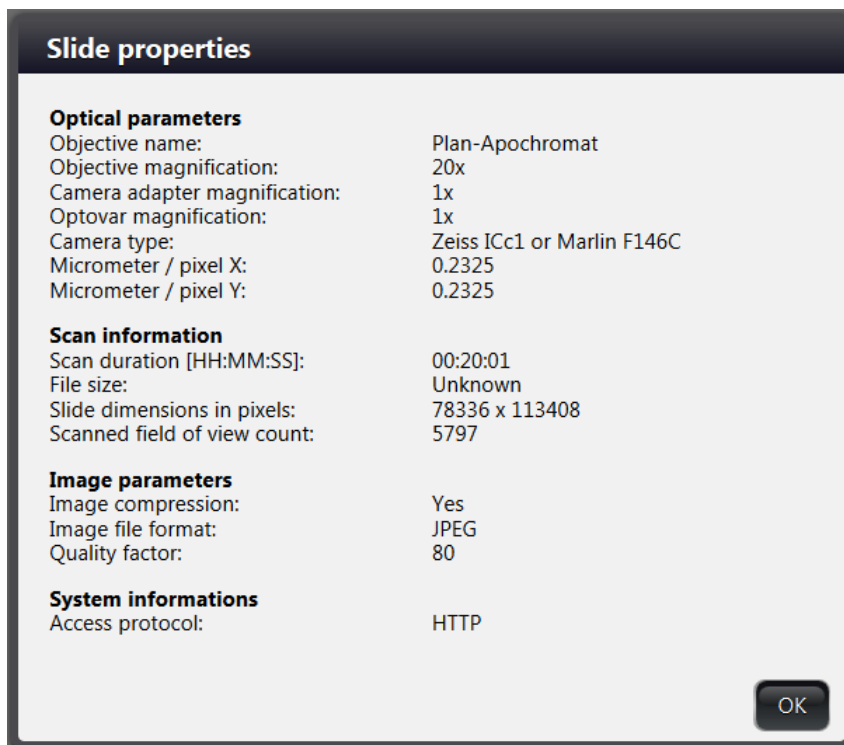 Slide properties
Optical parameters
Objective name: Plan-Apochromat
Objective magnification: 20x
Camera adapter magnification: 1x
Optovar magnification: 1x
Camera type: Zeiss ICc1 or Marlin F146C
Micrometer / pixel X: 0.2325
Micrometer / pixel Y: 0.2325
Scan information
Scan duration [HH:MM:SS]: 00:20:01
File size: Unknown
Slide dimensions in pixels: 78336 x 113408
Scanned field of view count: 5797
Image parameters
Image compression: Yes
Image file format: JPEG
Quality factor: 80
System informations
Access protocol: HTTP
OK